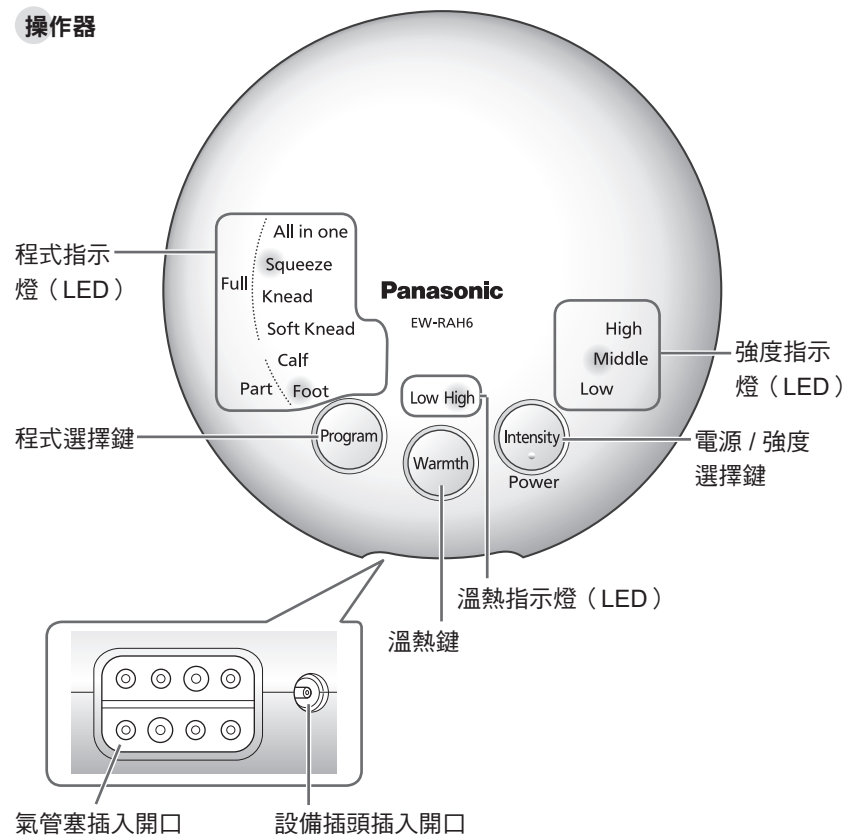 操作器
程式指示
燈（LED）
Full
All in one
Squeeze
Knead
Soft Knead
Part
Calf
Foot
Panasonic
EW-RAH6
High
Middle
Low
強度指示
燈（LED）
Low High
程式選擇鍵
Program
Warmth
Intensity
Power
電源 / 強度
選擇鍵
溫熱指示燈（LED）
溫熱鍵
氣管塞插入開口
設備插頭插入開口